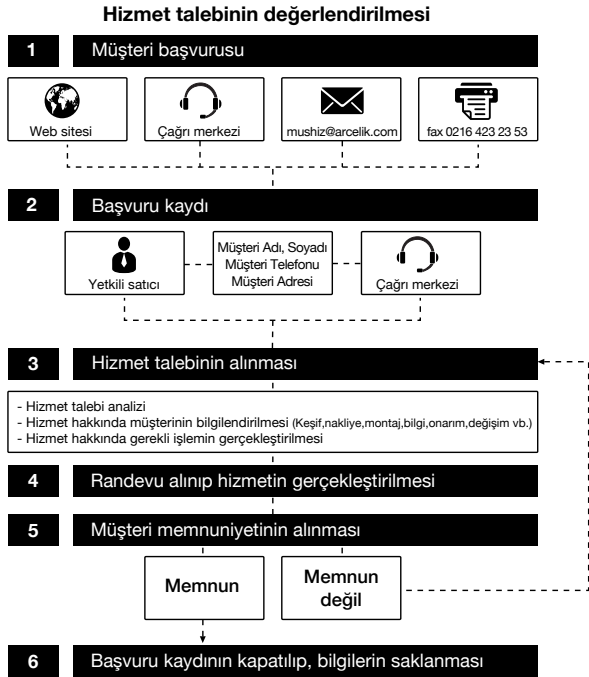 Hizmet talebinin değerlendirilmesi
1 Müşteri başvurusu
Web sitesi
Çağrı merkezi
mushiz@arcelik.com
fax 0216 423 23 53
2 Başvuru kaydı
Yetkili satıcı
Müşteri Adı, Soyadı
Müşteri Telefonu
Müşteri Adresi
Çağrı merkezi
3 Hizmet talebinin alınması
- Hizmet talebi analizi
- Hizmet hakkında müşterinin bilgilendirilmesi (Keşif,nakliye,montaj,bilgi,onarım,değişim vb.)
- Hizmet hakkında gerekli işlemin gerçekleştirilmesi
4 Randevu alınıp hizmetin gerçekleştirilmesi
5 Müşteri memnuniyetinin alınması
Memnun
Memnun
değil
6 Başvuru kaydının kapatılıp, bilgilerin saklanması